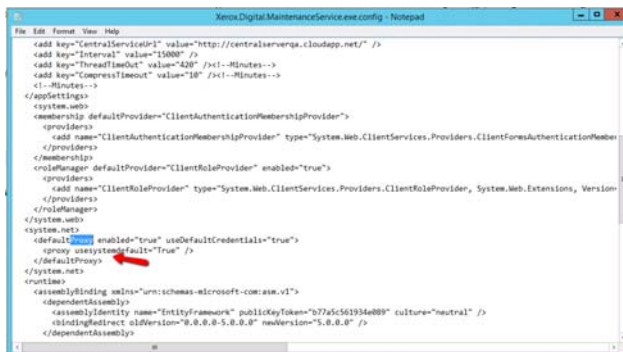 Xerox.Digital.MaintenanceService.exe.config - Notepad
File Edit Format View Help
<add key="CentralServiceUrl" value="http://centralserverqa.cloudapp.net/" />
<add key="Interval" value="15000" />
<add key="ThreadTimeOut" value="420" /><!--Minutes-->
<add key="CompressTimeout" value="10" /><!--Minutes-->
<!--Minutes-->
</appSettings>
<system.web>
<membership defaultProvider="ClientAuthenticationMembershipProvider">
<providers>
<add name="ClientAuthenticationMembershipProvider" type="System.Web.ClientServices.Providers.ClientFormsAuthenticationMember
</providers>
</membership>
<roleManager defaultProvider="ClientRoleProvider" enabled="true">
<providers>
<add name="ClientRoleProvider" type="System.Web.ClientServices.Providers.ClientRoleProvider, System.Web.Extensions, Version=
</providers>
</roleManager>
</system.web>
<system.net>
<defaultProxy enabled="true" useDefaultCredentials="true">
<proxy usesystemdefault="True" />
</defaultProxy>
</system.net>
<runtime>
<assemblyBinding xmlns="urn:schemas-microsoft-com:asm.v1">
<dependentAssembly>
<assemblyIdentity name="EntityFramework" publicKeyToken="b77a5c561934e089" culture="neutral" />
<bindingRedirect oldVersion="0.0.0.0-5.0.0.0" newVersion="5.0.0.0" />
</dependentAssembly>